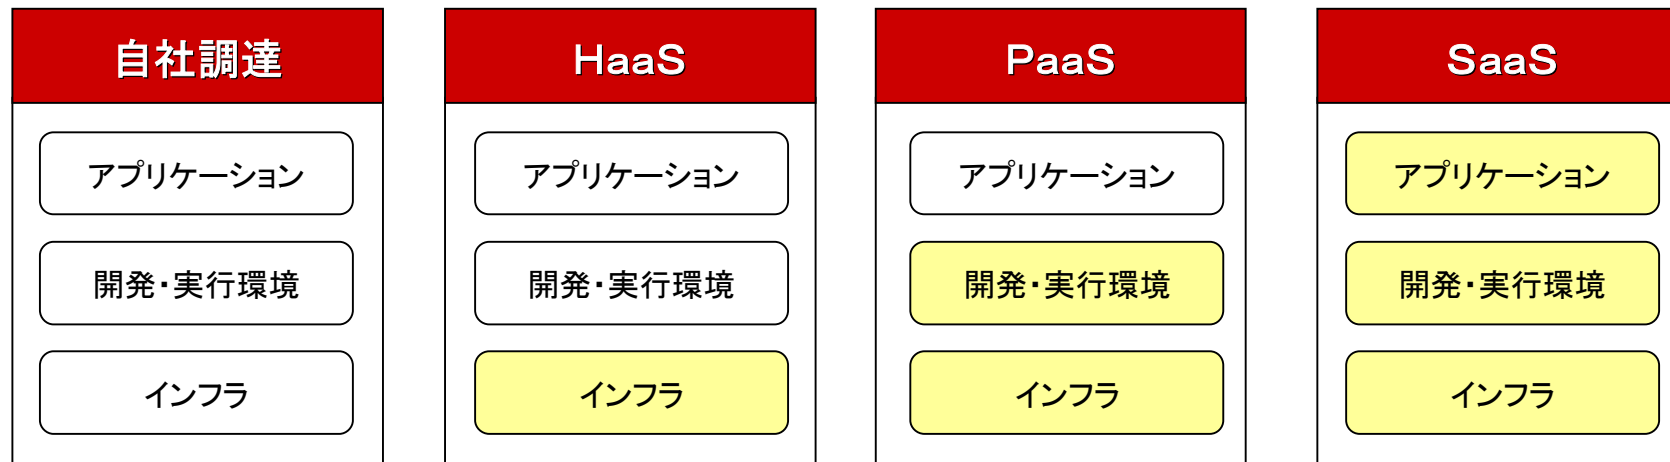 自社調達
アプリケーション
開発・実行環境
インフラ
HaaS
アプリケーション
開発・実行環境
インフラ
PaaS
アプリケーション
開発・実行環境
インフラ
SaaS
アプリケーション
開発・実行環境
インフラ